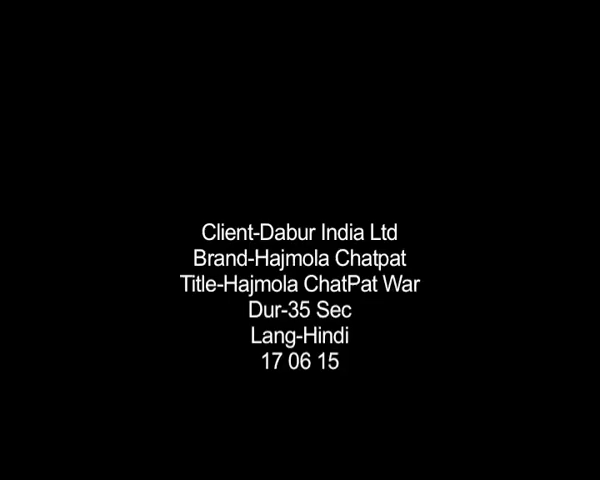 Client-Dabur India Ltd
Brand-Hajmola Chatpat
Title-Hajmola ChatPat War
Dur-35 Sec
Lang-Hindi
17 06 15